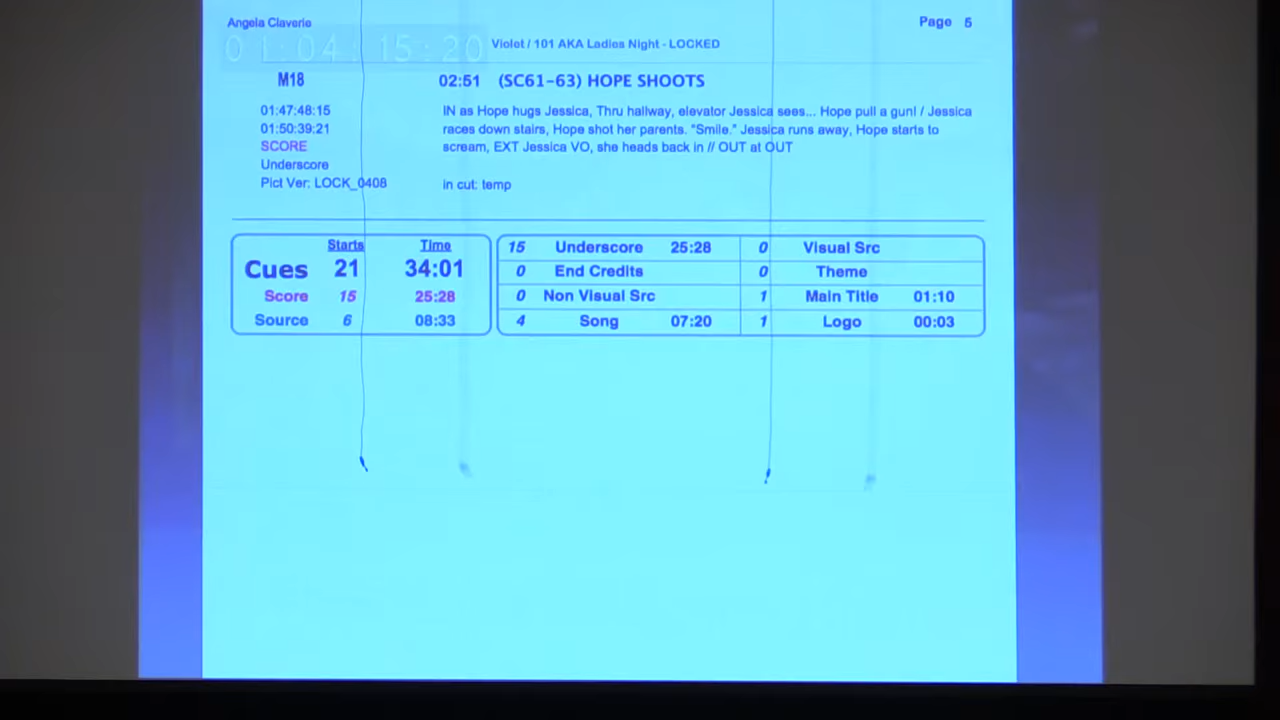 Angela Claverie
Page 5
01:04:15:20
Violet / 101 AKA Ladies Night - LOCKED
M18 02:51 (SC61-63) HOPE SHOOTS
01:47:48:15 IN as Hope hugs Jessica, Thru hallway, elevator Jessica sees... Hope pull a gun! / Jessica
01:50:39:21 races down stairs, Hope shot her parents. "Smile." Jessica runs away, Hope starts to
SCORE scream, EXT Jessica VO, she heads back in // OUT at OUT
Underscore
Pict Ver: LOCK_0408 in cut: temp
Starts Time
Cues 21 34:01
Score 15 25:28
Source 6 08:33
15 Underscore 25:28 0 Visual Src
0 End Credits 0 Theme
0 Non Visual Src 1 Main Title 01:10
4 Song 07:20 1 Logo 00:03